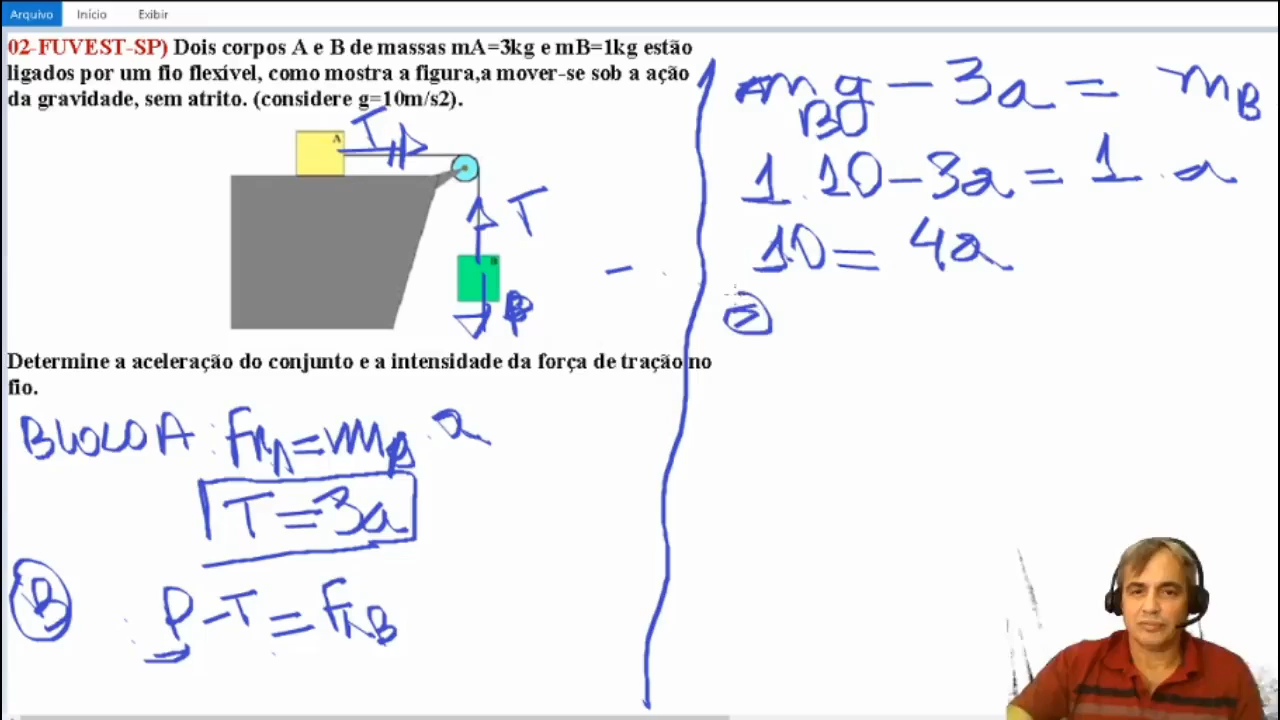 Arquivo Início Exibir
02-FUVEST-SP) Dois corpos A e B de massas mA=3kg e mB=1kg estão
ligados por um fio flexível, como mostra a figura,a mover-se sob a ação
da gravidade, sem atrito. (considere g=10m/s2).
A
T
T
B
P
Determine a aceleração do conjunto e a intensidade da força de tração no
fio.
BLOCO A : FRA = mA . a
T = 3a
B P - T = FRB
mBg - 3a = mB
1.10 - 3a = 1.a
10 = 4a